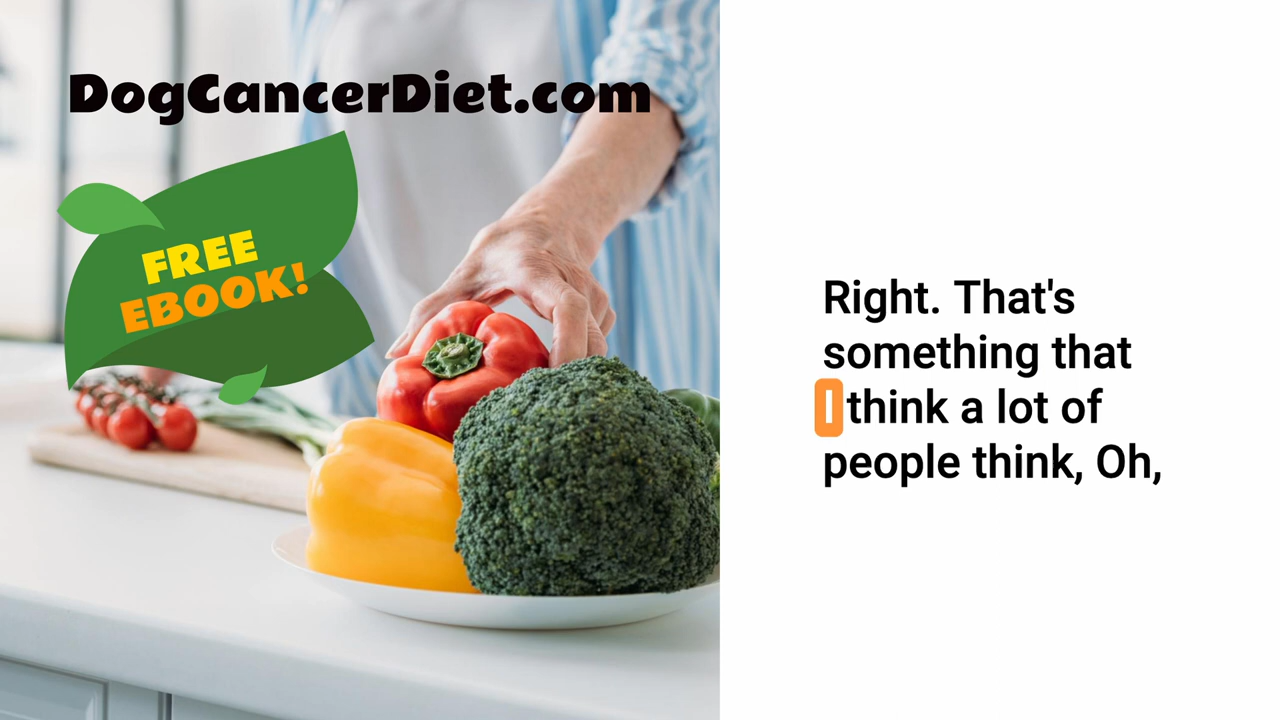 DogCancerDiet.com
FREE
EBOOK!
Right. That's
something that
I think a lot of
people think, Oh,